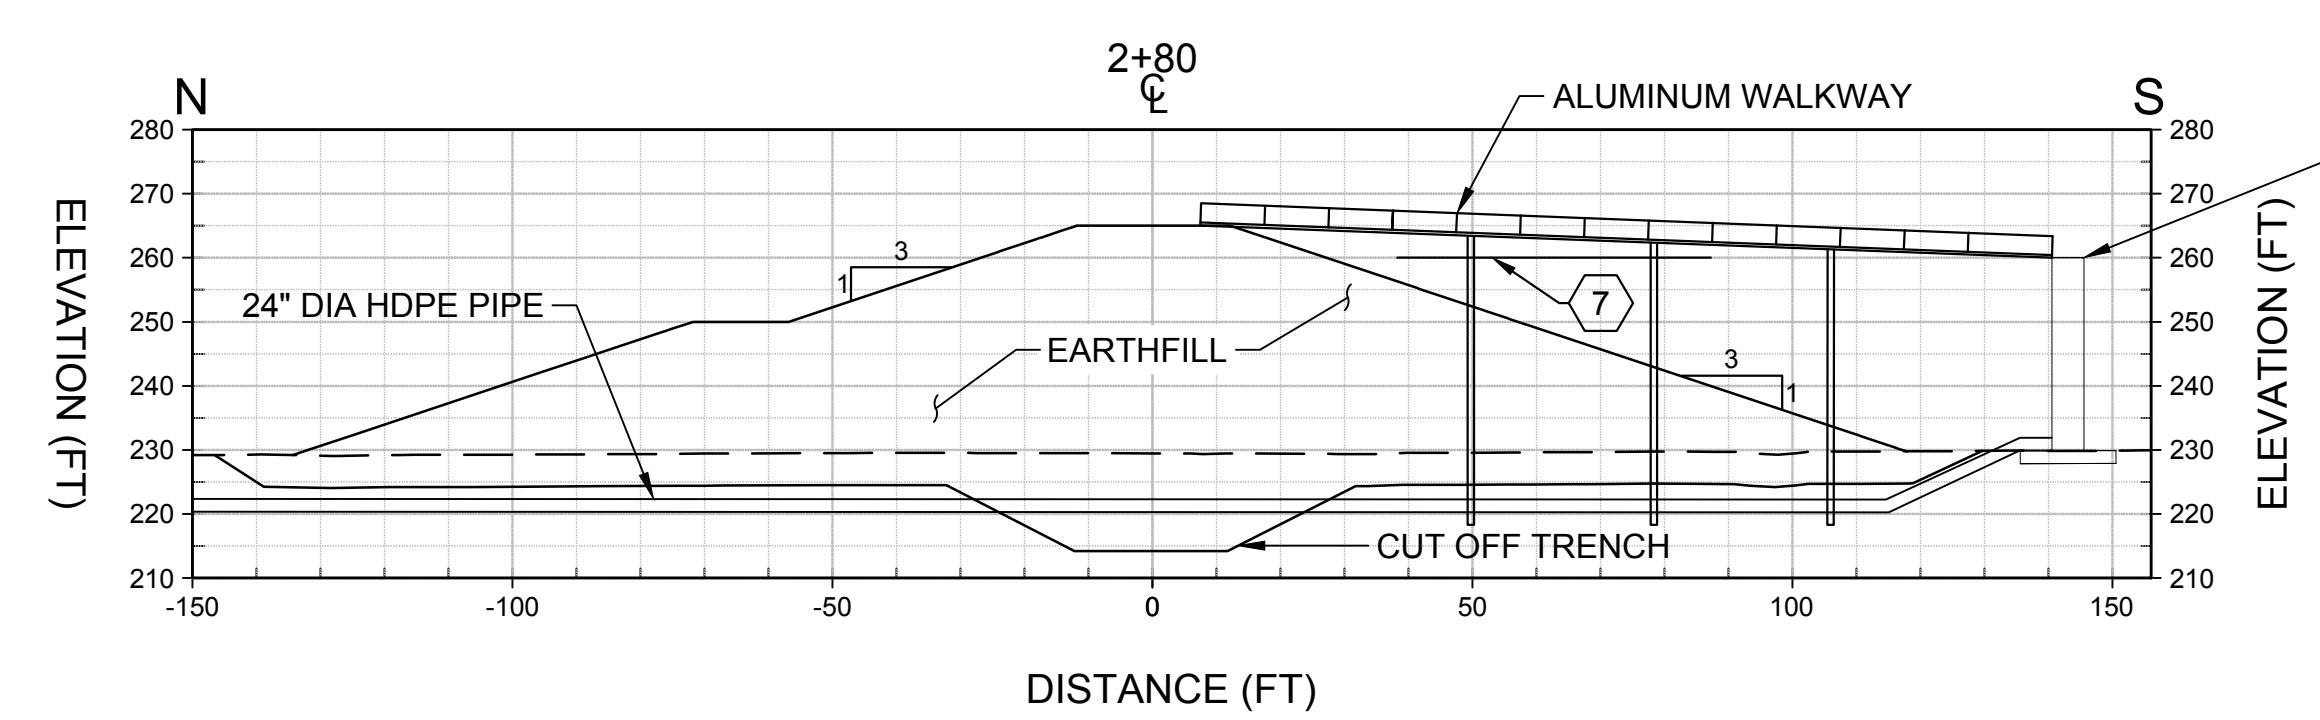 2+80
CL
N
S
ALUMINUM WALKWAY
280
280
270
270
3
260
260
1
24" DIA HDPE PIPE
7
250
250
EARTHFILL
3
240
240
1
230
230
220
220
CUT OFF TRENCH
210
210
-150
-100
-50
0
50
100
150
ELEVATION (FT)
ELEVATION (FT)
DISTANCE (FT)